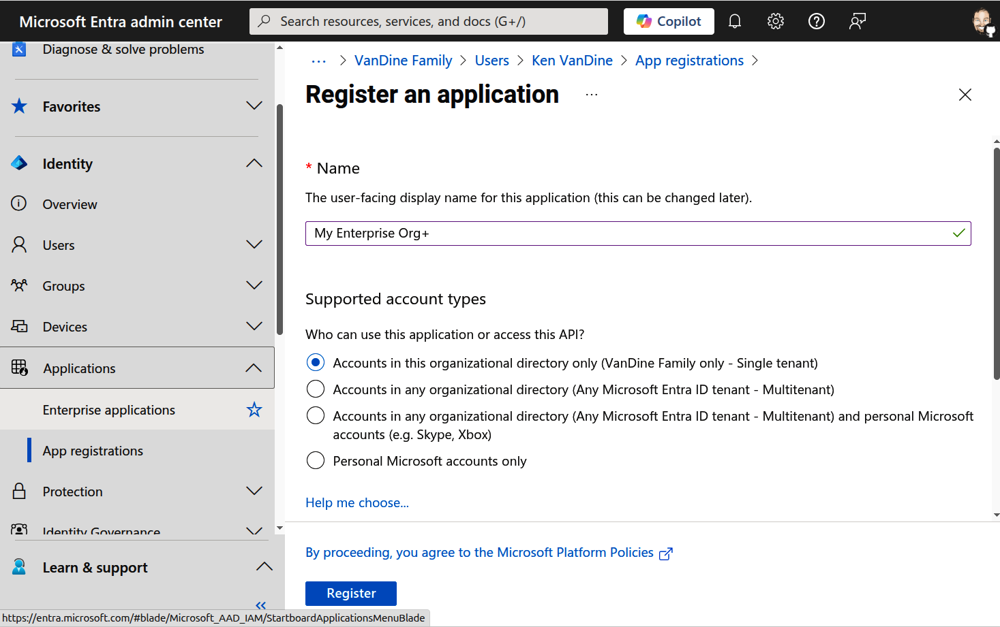 Microsoft Entra admin center
Search resources, services, and docs (G+/)
Copilot
Diagnose & solve problems
Favorites
Identity
Overview
Users
Groups
Devices
Applications
Enterprise applications
App registrations
Protection
Identity Governance
Learn & support
... > VanDine Family > Users > Ken VanDine > App registrations >
Register an application ...
* Name
The user-facing display name for this application (this can be changed later).
My Enterprise Org+
Supported account types
Who can use this application or access this API?
Accounts in this organizational directory only (VanDine Family only - Single tenant)
Accounts in any organizational directory (Any Microsoft Entra ID tenant - Multitenant)
Accounts in any organizational directory (Any Microsoft Entra ID tenant - Multitenant) and personal Microsoft
accounts (e.g. Skype, Xbox)
Personal Microsoft accounts only
Help me choose...
By proceeding, you agree to the Microsoft Platform Policies
Register
https://entra.microsoft.com/#blade/Microsoft_AAD_IAM/StartboardApplicationsMenuBlade